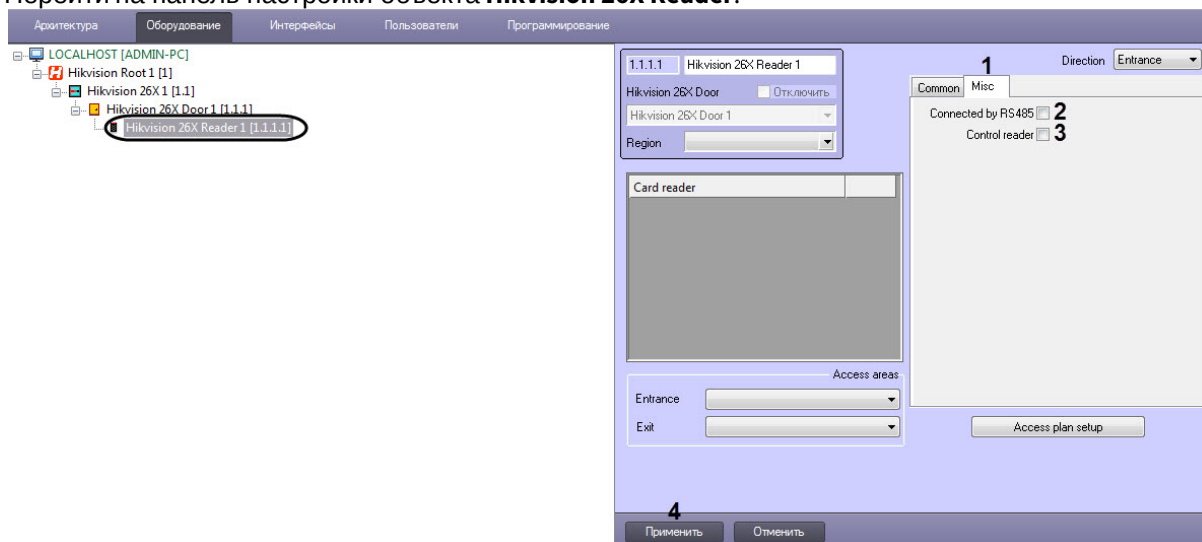 Перейти на панель настройки объекта Hikvision 26X Reader.
Архитектура Оборудование Интерфейсы Пользователи Программирование
LOCALHOST [ADMIN-PC]
Hikvision Root 1 [1]
Hikvision 26X 1 [1.1]
Hikvision 26X Door 1 [1.1.1]
Hikvision 26X Reader 1 [1.1.1.1]
1.1.1.1 Hikvision 26X Reader 1
Hikvision 26X Door Отключить
Hikvision 26X Door 1
Region
Card reader
Access areas
Entrance
Exit
1
Direction Entrance
Common Misc
Connected by RS485 2
Control reader 3
Access plan setup
4
Применить Отменить